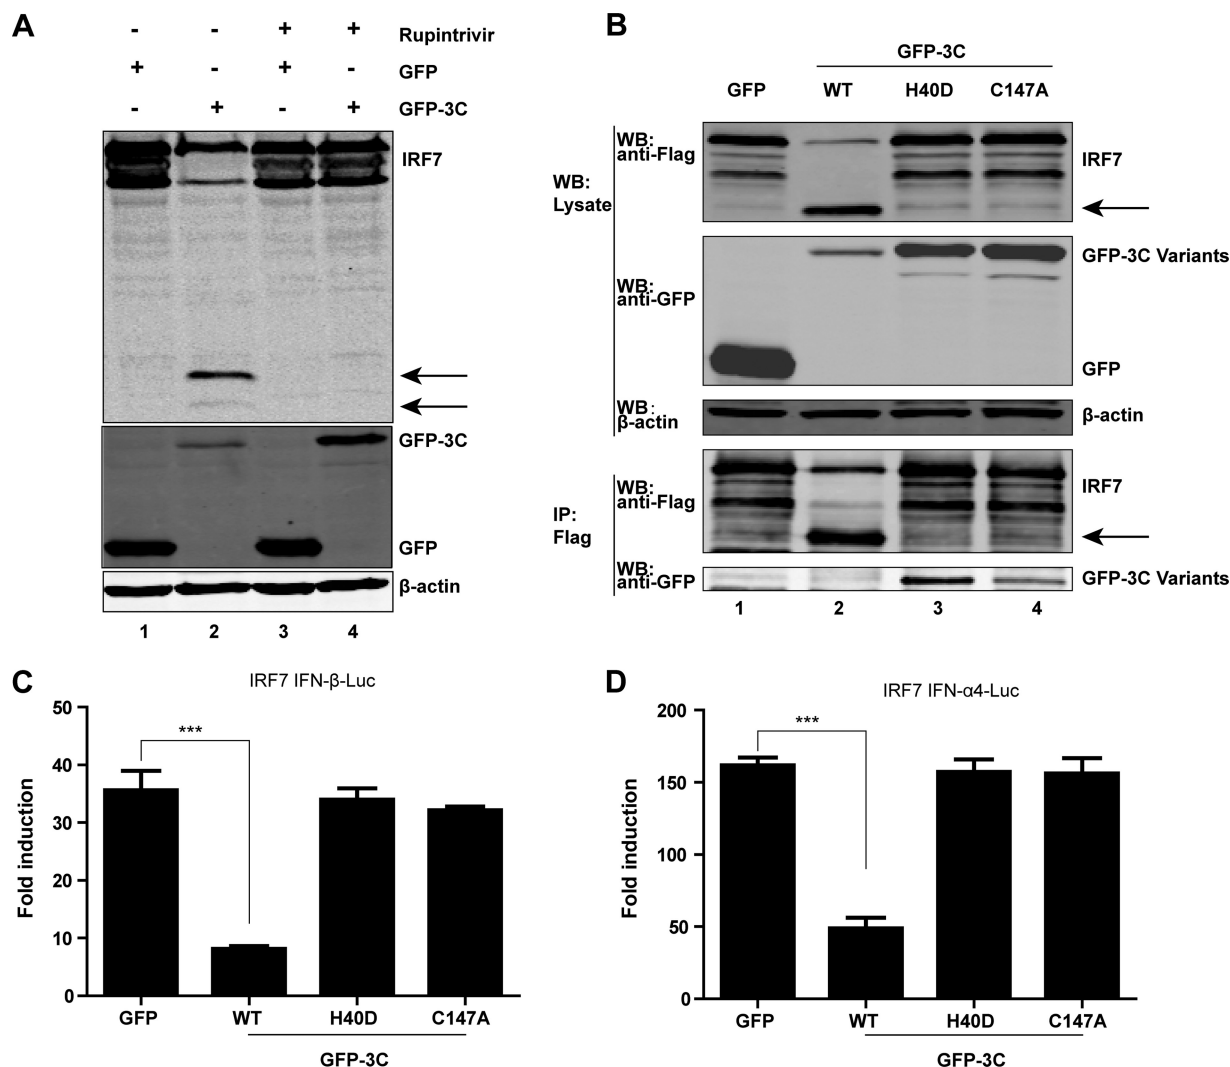 A
- - + + Rupintrivir
+ - + - GFP
- + - + GFP-3C
IRF7
GFP-3C
GFP
β-actin
1 2 3 4
B
GFP-3C
GFP WT H40D C147A
WB: Lysate
WB: anti-Flag
IRF7
WB: anti-GFP
GFP-3C Variants
GFP
WB: β-actin
β-actin
IP: Flag
WB: anti-Flag
IRF7
WB: anti-GFP
GFP-3C Variants
1 2 3 4
C
IRF7 IFN-β-Luc
Fold induction
50
40
30
20
10
0
***
GFP WT H40D C147A
GFP-3C
D
IRF7 IFN-α4-Luc
Fold induction
200
150
100
50
0
***
GFP WT H40D C147A
GFP-3C